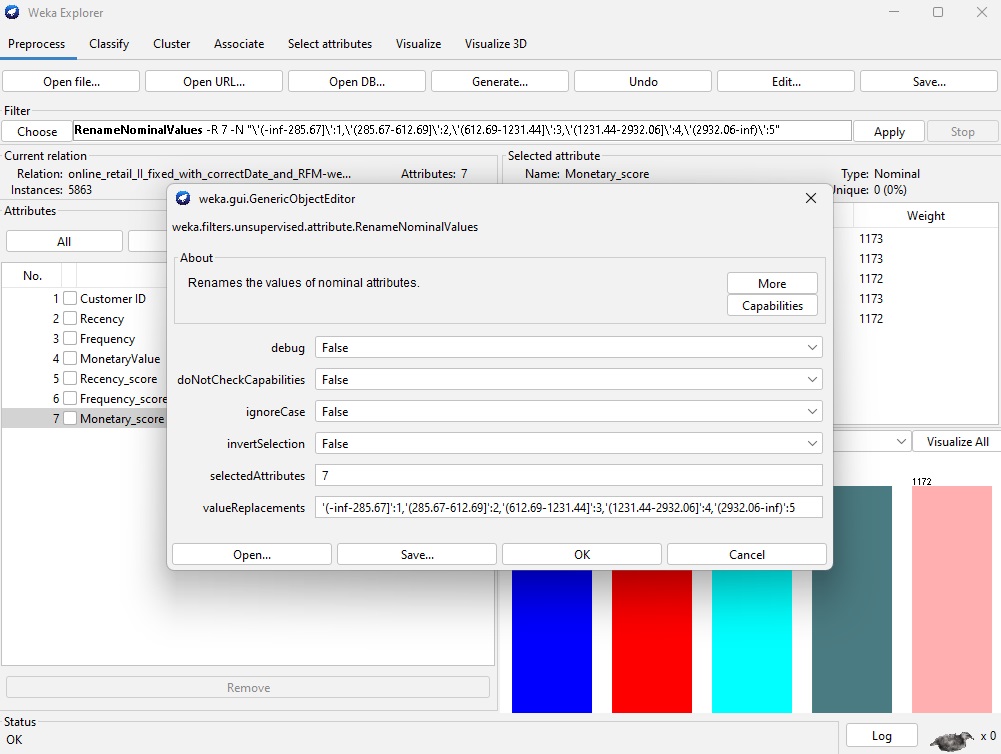 Weka Explorer
Preprocess Classify Cluster Associate Select attributes Visualize Visualize 3D
Open file... Open URL... Open DB... Generate... Undo Edit... Save...
Filter
Choose RenameNominalValues -R 7 -N "\'(-inf-285.67]\':1,\'(285.67-612.69]\':2,\'(612.69-1231.44]\':3,\'(1231.44-2932.06]\':4,\'(2932.06-inf)\':5" Apply Stop
Current relation
Relation: online_retail_II_fixed_with_correctDate_and_RFM-we... Attributes: 7
Instances: 5863
Selected attribute
Name: Monetary_score Type: Nominal
Unique: 0 (0%)
Attributes
All
No.
1 Customer ID
2 Recency
3 Frequency
4 MonetaryValue
5 Recency_score
6 Frequency_score
7 Monetary_score
Remove
weka.gui.GenericObjectEditor
weka.filters.unsupervised.attribute.RenameNominalValues
About
Renames the values of nominal attributes.
More
Capabilities
debug False
doNotCheckCapabilities False
ignoreCase False
invertSelection False
selectedAttributes 7
valueReplacements '(-inf-285.67]':1,'(285.67-612.69]':2,'(612.69-1231.44]':3,'(1231.44-2932.06]':4,'(2932.06-inf)':5
Open... Save... OK Cancel
Weight
1173
1173
1172
1173
1172
Visualize All
1172
Status
OK
Log x 0